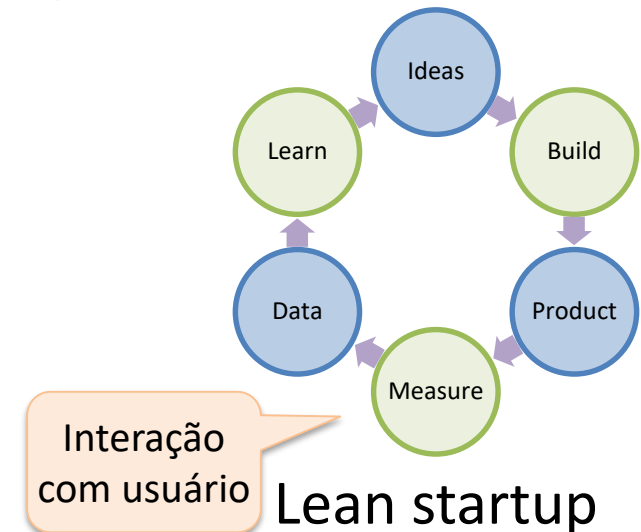 Ideas
Build
Product
Measure
Data
Learn
Interação
com usuário
Lean startup